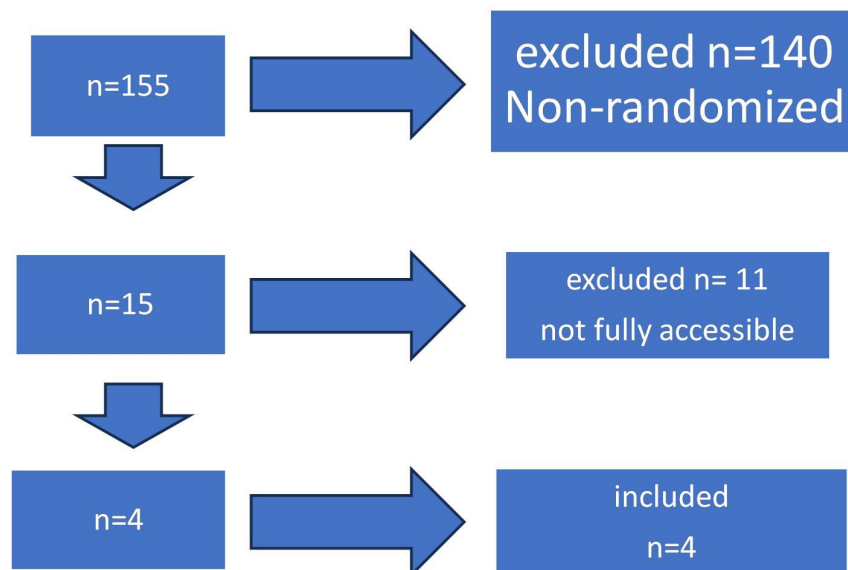 n=155
excluded n=140
Non-randomized
n=15
excluded n= 11
not fully accessible
n=4
included
n=4